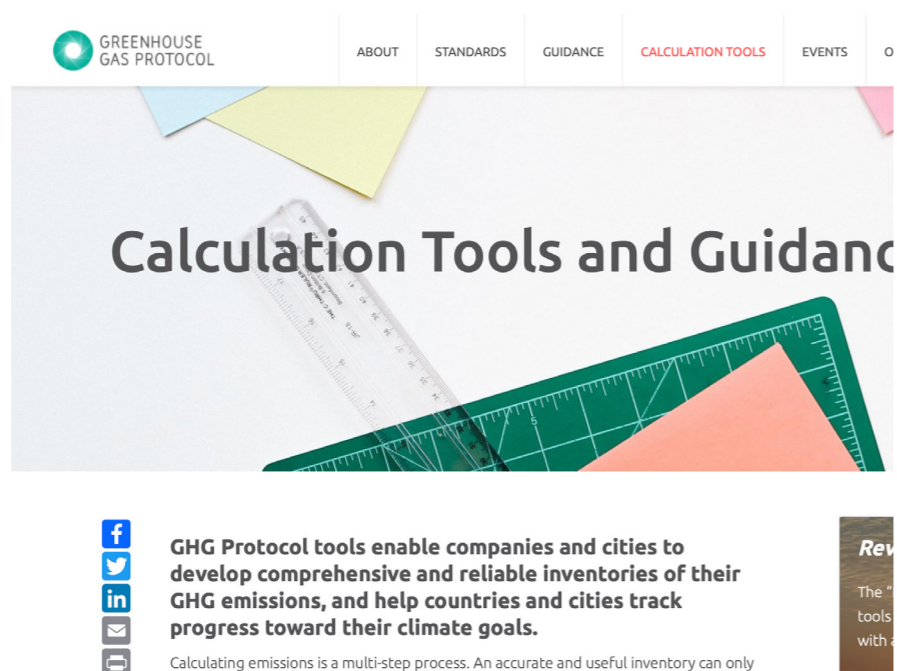 GREENHOUSE
GAS PROTOCOL
ABOUT
STANDARDS
GUIDANCE
CALCULATION TOOLS
EVENTS
Calculation Tools and
GHG Protocol tools enable companies and cities to
develop comprehensive and reliable inventories of their
GHG emissions, and help countries and cities track
progress toward their climate goals.
The
tools
with
Calculating emissions is a multi-step process. An accurate and useful inventory can only